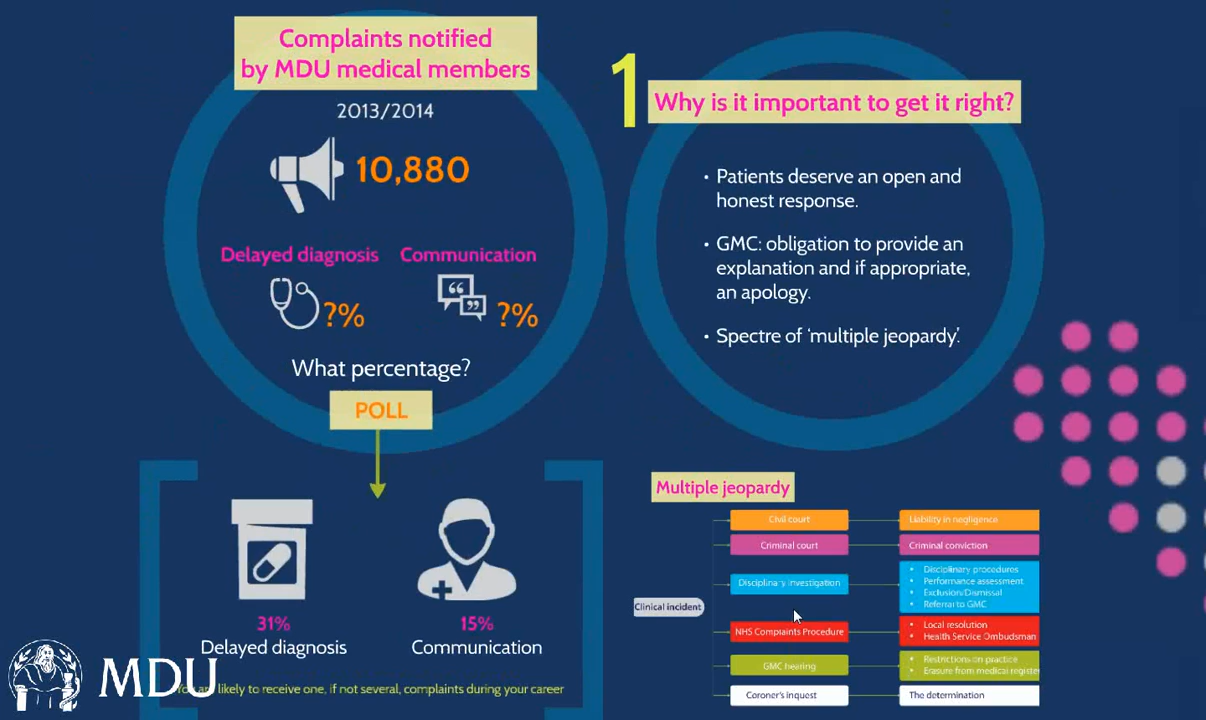 Complaints notified
by MDU medical members
2013/2014
10,880
Delayed diagnosis Communication
?% ?%
What percentage?
POLL
31% 15%
Delayed diagnosis Communication
likely to receive one, if not several, complaints during your career
MDU
1
Why is it important to get it right?
• Patients deserve an open and
honest response.
• GMC: obligation to provide an
explanation and if appropriate,
an apology.
• Spectre of ‘multiple jeopardy’.
Multiple jeopardy
Clinical incident
Civil court Liability in negligence
Criminal court Criminal conviction
Disciplinary investigation
• Disciplinary procedures
• Performance assessment
• Exclusion/Dismissal
• Referral to GMC
NHS Complaints Procedure
• Local resolution
• Health Service Ombudsman
GMC hearing
• Restrictions on practice
• Erasure from medical register
Coroner's inquest The determination